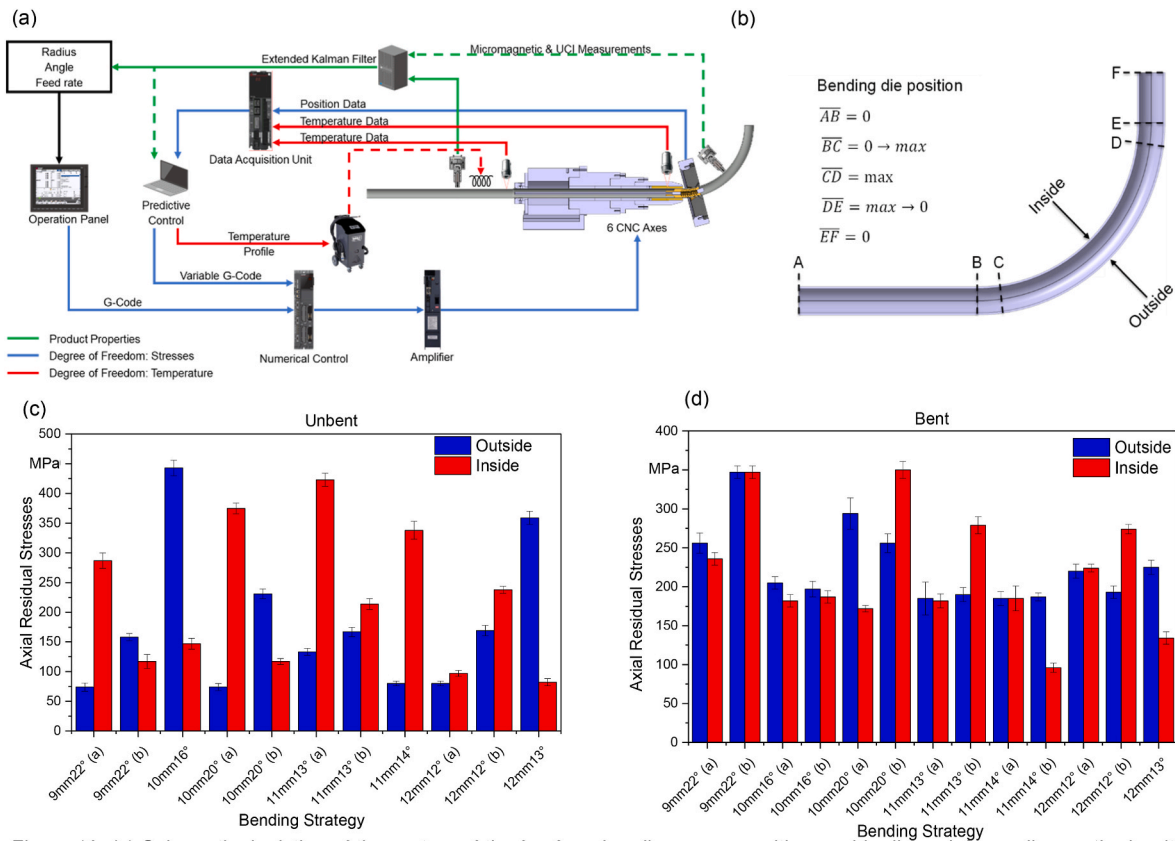 (a)
Radius
Angle
Feed rate
Extended Kalman Filter
Micromagnetic & UCI Measurements
Position Data
Temperature Data
Temperature Data
Data Acquisition Unit
Operation Panel
Predictive
Control
Temperature
Profile
6 CNC Axes
Variable G-Code
G-Code
Numerical Control
Amplifier
Product Properties
Degree of Freedom: Stresses
Degree of Freedom: Temperature
(b)
Bending die position
AB = 0
BC = 0 → max
CD = max
DE = max → 0
EF = 0
F
E
D
Inside
Outside
A
B
C
(c)
Unbent
Outside
Inside
Axial Residual Stresses
500
MPa
400
350
300
250
200
150
100
50
0
9mm22° (a)
9mm22° (b)
10mm16°
10mm20° (a)
10mm20° (b)
11mm13° (a)
11mm13° (b)
11mm14°
12mm12° (a)
12mm12° (b)
12mm13°
Bending Strategy
(d)
Bent
Outside
Inside
Axial Residual Stresses
400
MPa
300
250
200
150
100
50
0
9mm22° (a)
9mm22° (b)
10mm16° (a)
10mm16° (b)
10mm20° (a)
10mm20° (b)
11mm13° (a)
11mm13° (b)
11mm14° (a)
11mm14° (b)
12mm12° (a)
12mm12° (b)
12mm13°
Bending Strategy